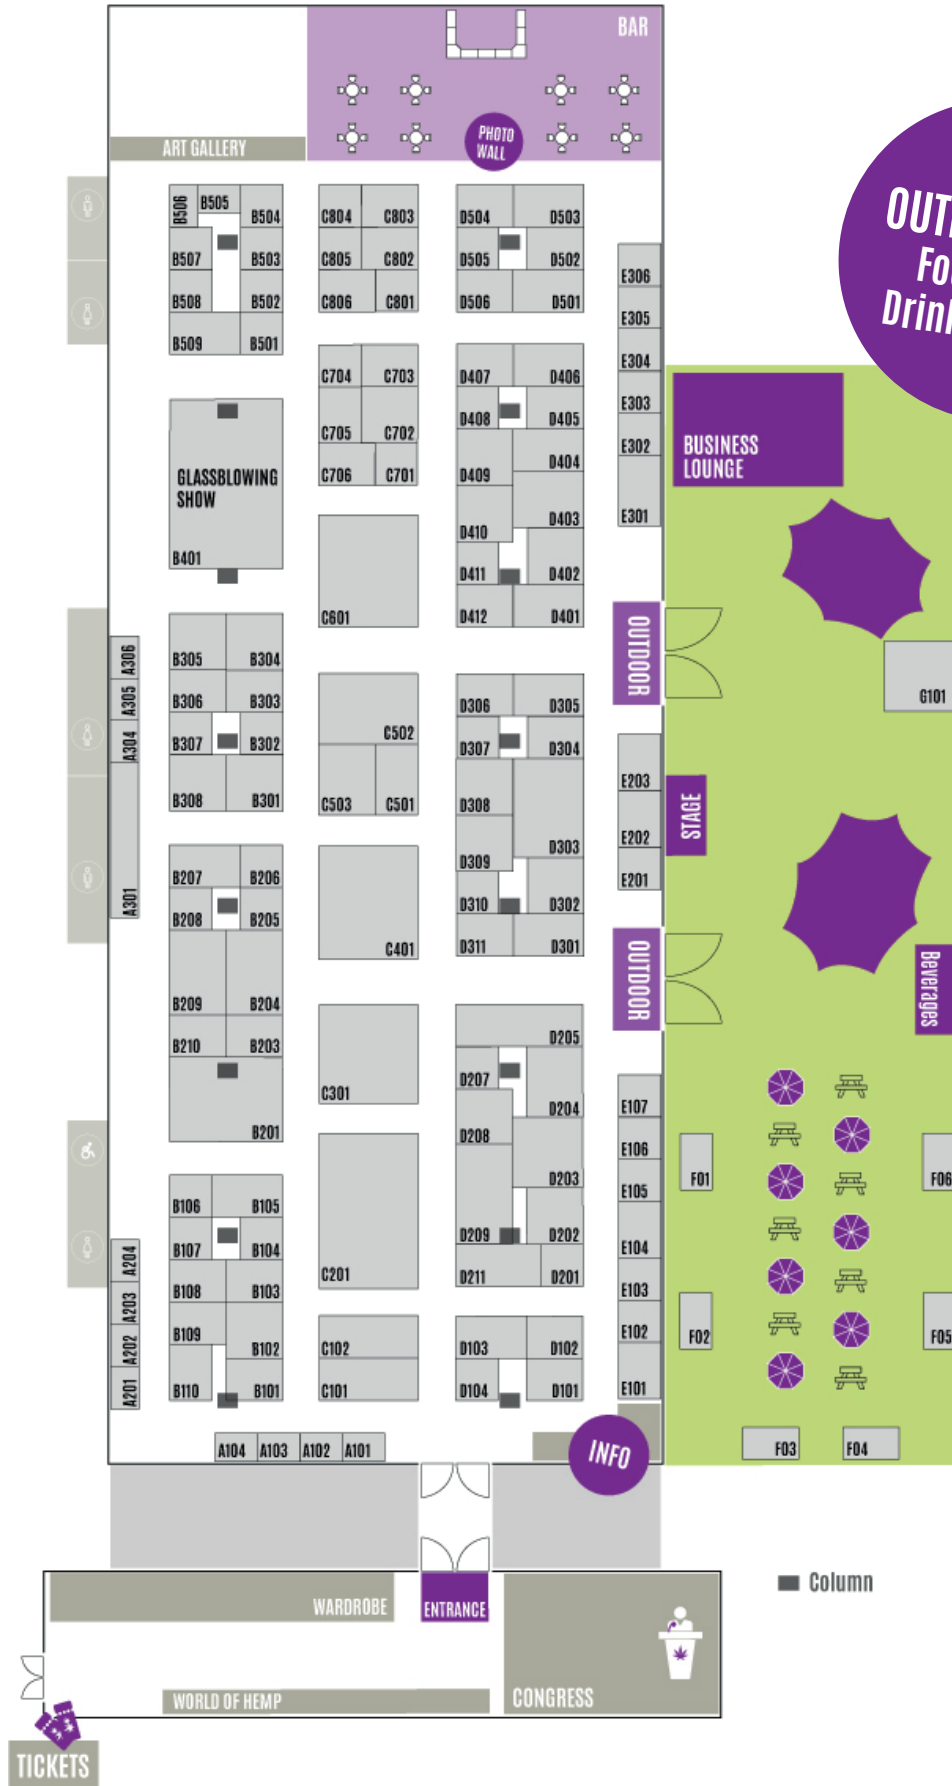 BAR
PHOTO
WALL
ART GALLERY
OUT
Fo
Drin
B506
B505
B504
B507
B503
B508
B502
B509
B501
C804
C803
C805
C802
C806
C801
D504
D503
D505
D502
D506
D501
E306
E305
E304
E303
E302
E301
C704
C703
C705
C702
C706
C701
D407
D406
D408
D405
D404
D409
D403
D410
D411
D402
D412
D401
GLASSBLOWING
SHOW
B401
C601
BUSINESS
LOUNGE
OUTDOOR
G101
A306
A305
A304
A301
B305
B304
B306
B303
B307
B302
B308
B301
C502
C503
C501
D306
D305
D307
D304
D308
D303
D309
D310
D302
D311
D301
E203
E202
E201
STAGE
B207
B206
B208
B205
B209
B204
B210
B203
B201
C401
C301
OUTDOOR
Beverages
D205
D207
D204
D208
D203
D209
D202
D211
D201
E107
E106
E105
E104
E103
E102
E101
F01
F06
F02
F05
F03
F04
A204
A203
A202
A201
B106
B105
B107
B104
B108
B103
B109
B102
B110
B101
C201
C102
C101
D103
D102
D104
D101
A104
A103
A102
A101
INFO
WARDROBE
ENTRANCE
Column
WORLD OF HEMP
CONGRESS
TICKETS